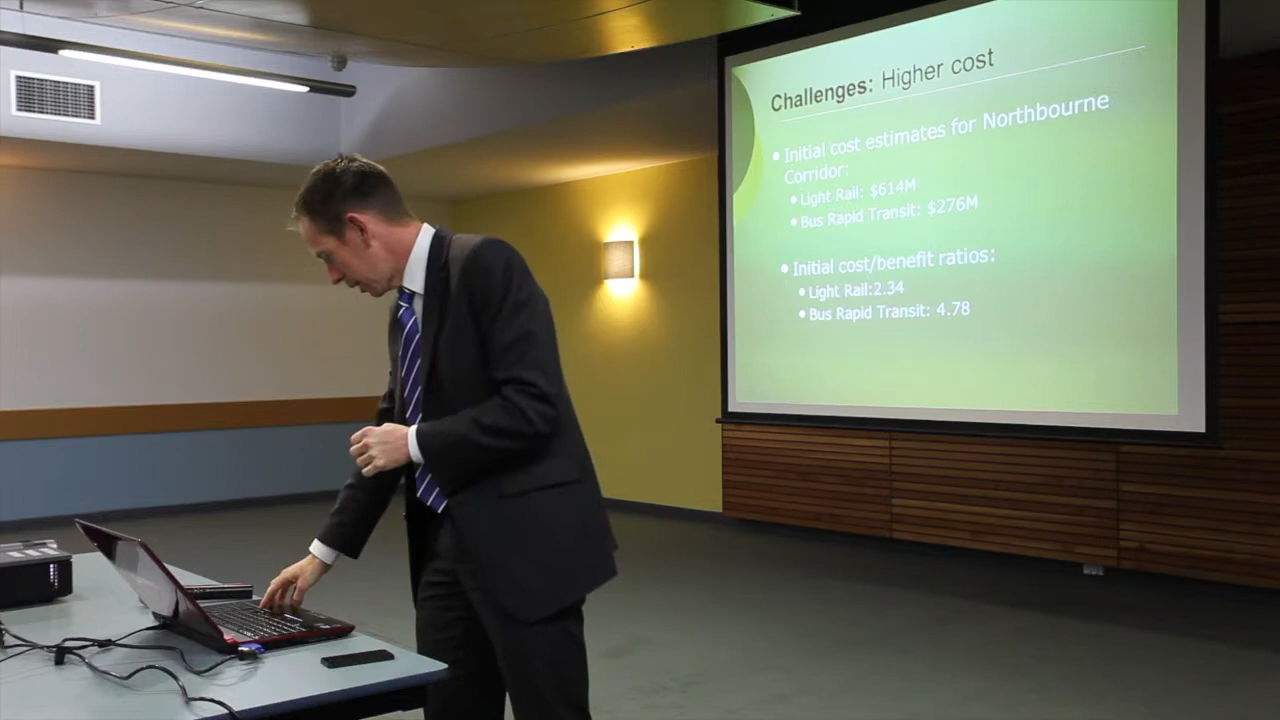 Challenges: Higher cost
• Initial cost estimates for Northbourne
Corridor:
• Light Rail: $614M
• Bus Rapid Transit: $276M
• Initial cost/benefit ratios:
• Light Rail:2.34
• Bus Rapid Transit: 4.78